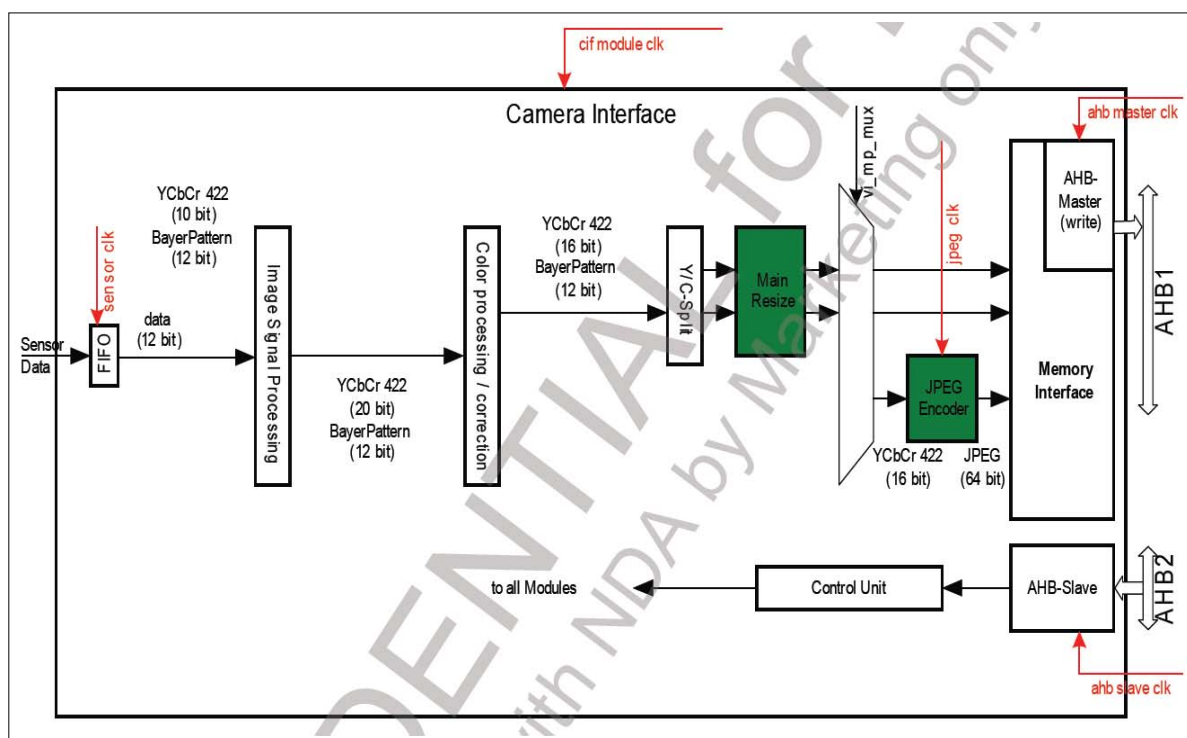 cif module clk
Camera Interface
ahb master clk
vi_mp_mux
jpeg clk
AHB-
Master
(write)
AHB1
YCbCr 422
(10 bit)
BayerPattern
(12 bit)
sensor clk
Sensor
Data
FIFO
data
(12 bit)
Image Signal Processing
YCbCr 422
(20 bit)
BayerPattern
(12 bit)
Color processing / correction
YCbCr 422
(16 bit)
BayerPattern
(12 bit)
Y/C-Split
Main
Resize
JPEG
Encoder
YCbCr 422
(16 bit)
JPEG
(64 bit)
Memory
Interface
to all Modules
Control Unit
AHB-Slave
AHB2
ahb slave clk
DENTIAL for
with NDA by Marketing only